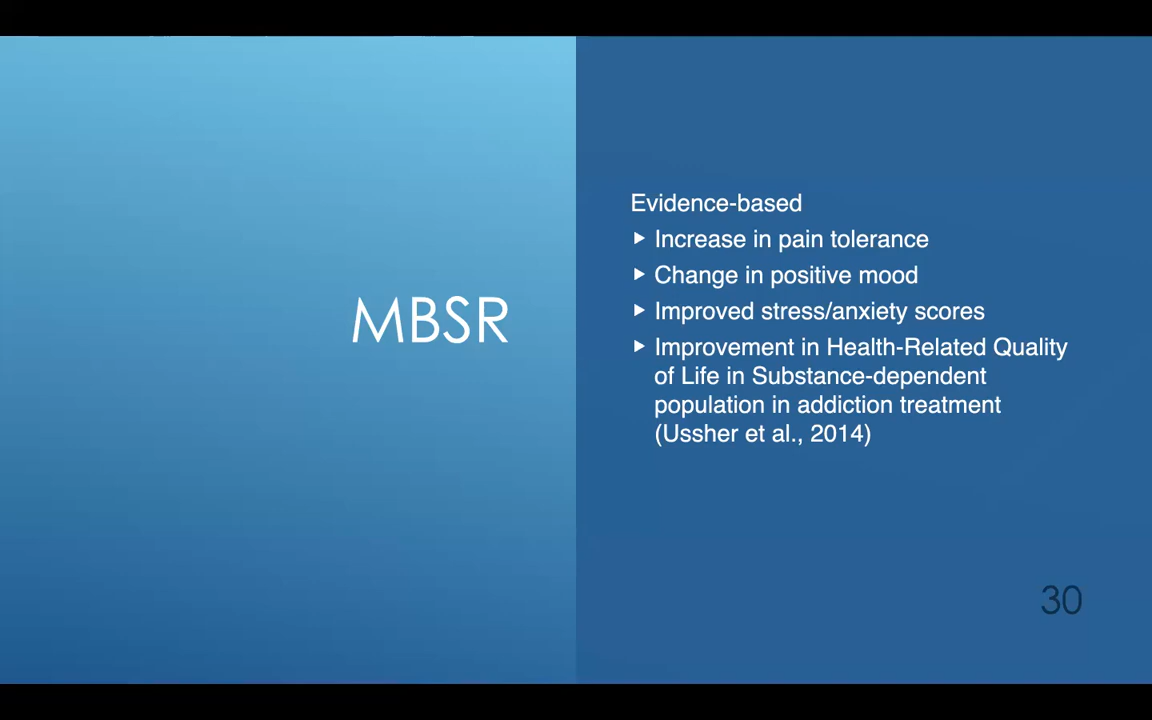 MBSR
Evidence-based
▶ Increase in pain tolerance
▶ Change in positive mood
▶ Improved stress/anxiety scores
▶ Improvement in Health-Related Quality
of Life in Substance-dependent
population in addiction treatment
(Ussher et al., 2014)
30